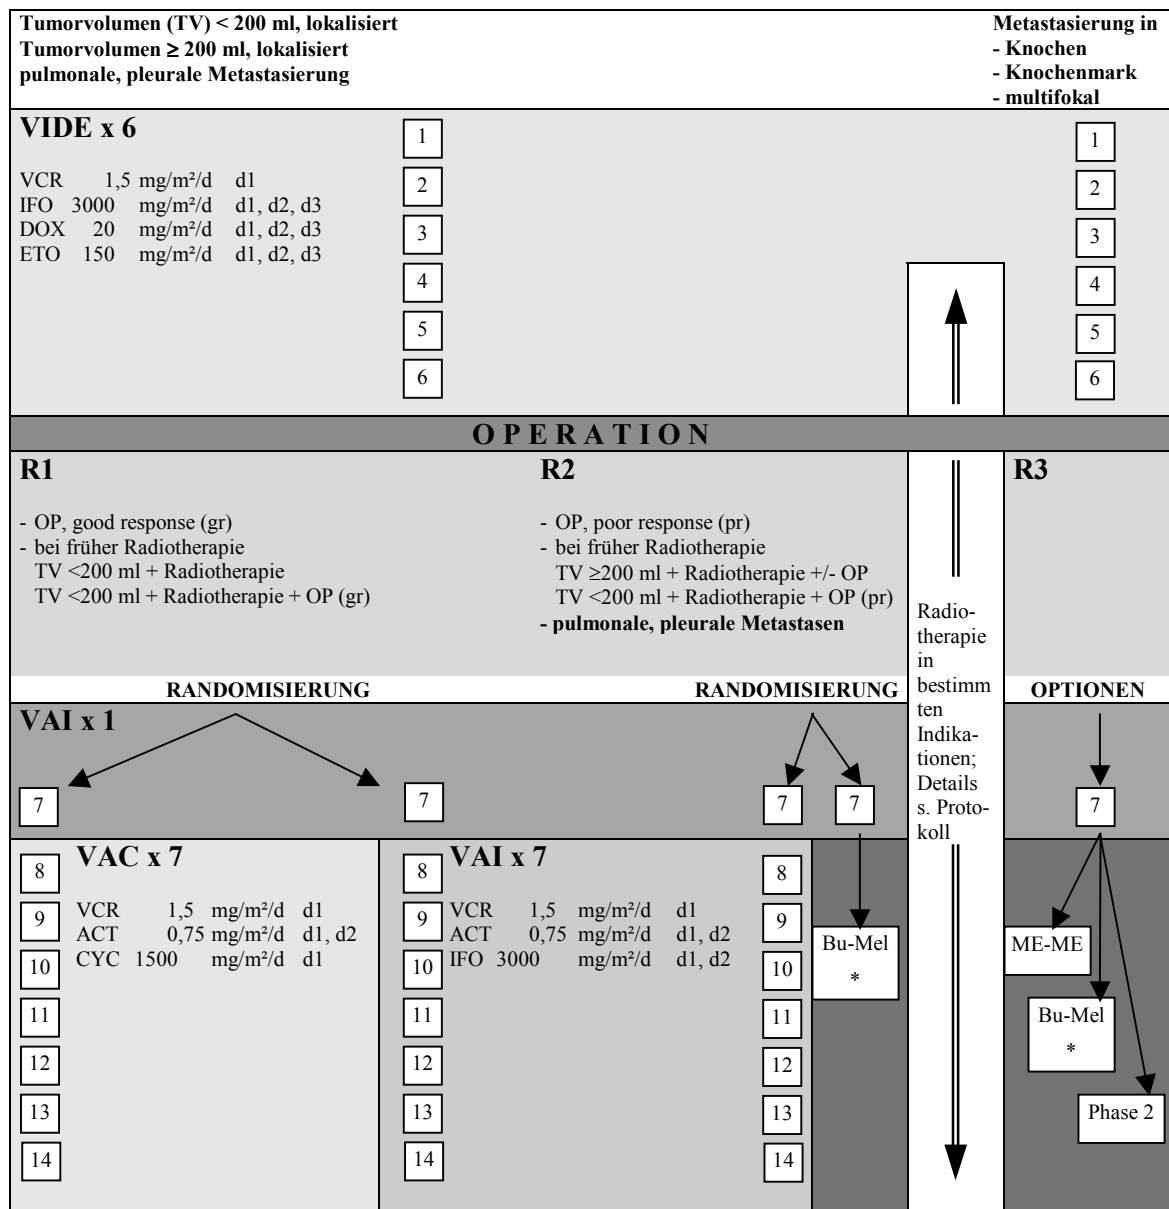 Tumorvolumen (TV) < 200 ml, lokalisiert
Tumorvolumen ≥ 200 ml, lokalisiert
pulmonale, pleurale Metastasierung
Metastasierung in
- Knochen
- Knochenmark
- multifokal
VIDE x 6
VCR 1,5 mg/m²/d d1
IFO 3000 mg/m²/d d1, d2, d3
DOX 20 mg/m²/d d1, d2, d3
ETO 150 mg/m²/d d1, d2, d3
1
2
3
4
5
6
1
2
3
4
5
6
O P E R A T I O N
R1
- OP, good response (gr)
- bei früher Radiotherapie
TV <200 ml + Radiotherapie
TV <200 ml + Radiotherapie + OP (gr)
R2
- OP, poor response (pr)
- bei früher Radiotherapie
TV ≥200 ml + Radiotherapie +/- OP
TV <200 ml + Radiotherapie + OP (pr)
- pulmonale, pleurale Metastasen
Radio-
therapie
in
bestimm
ten
Indika-
tionen;
Details
s. Proto-
koll
R3
RANDOMISIERUNG
RANDOMISIERUNG
OPTIONEN
VAI x 1
7
7
7
7
7
VAC x 7
VCR 1,5 mg/m²/d d1
ACT 0,75 mg/m²/d d1, d2
CYC 1500 mg/m²/d d1
8
9
10
11
12
13
14
VAI x 7
VCR 1,5 mg/m²/d d1
ACT 0,75 mg/m²/d d1, d2
IFO 3000 mg/m²/d d1, d2
8
9
10
11
12
13
14
8
9
10
11
12
13
14
Bu-Mel
*
ME-ME
Bu-Mel
*
Phase 2